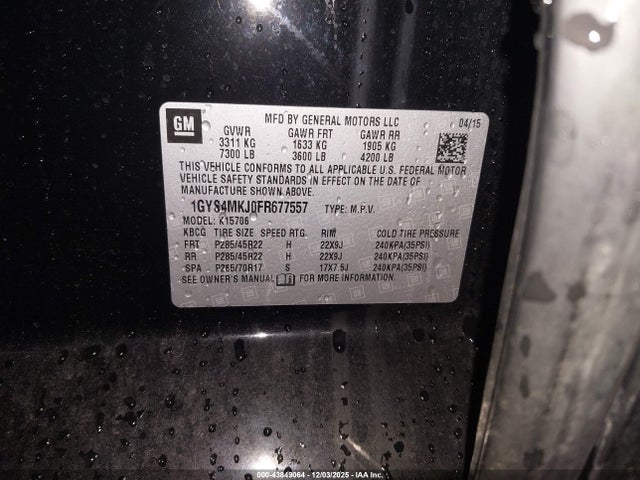 GM
MFD BY GENERAL MOTORS LLC 04/15
GVWR GAWR FRT GAWR RR
3311 KG 1633 KG 1905 KG
7300 LB 3600 LB 4200 LB
THIS VEHICLE CONFORMS TO ALL APPLICABLE U.S. FEDERAL MOTOR
VEHICLE SAFETY STANDARDS IN EFFECT ON THE DATE OF
MANUFACTURE SHOWN ABOVE.
1GYS4MKJ0FR677557 TYPE: M.P.V.
MODEL: K15706
KBCG TIRE SIZE SPEED RTG RIM COLD TIRE PRESSURE
FRT P285/45R22 H 22X9J 240KPA(35PSI)
RR P285/45R22 H 22X9J 240KPA(35PSI)
SPA P265/70R17 S 17X7.5J 240KPA(35PSI)
SEE OWNER'S MANUAL FOR MORE INFORMATION.
000-43849064 - 12/03/2025 - IAA Inc.